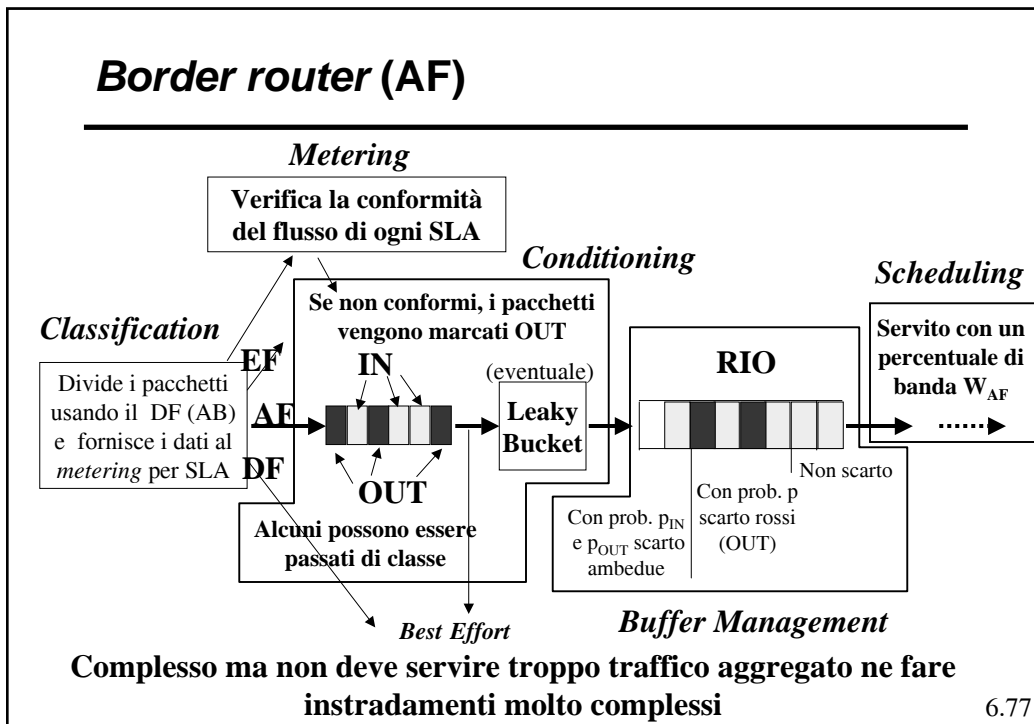 Border router (AF)
Metering
Verifica la conformità
del flusso di ogni SLA
Conditioning
Scheduling
Classification
Se non conformi, i pacchetti
vengono marcati OUT
Servito con un
percentuale di
banda W_AF
EF
IN
(eventuale)
RIO
Divide i pacchetti
usando il DF (AB)
e fornisce i dati al
metering per SLA
AF
Leaky
Bucket
DF
OUT
Non scarto
Con prob. p
scarto rossi
(OUT)
Con prob. p_IN
e p_OUT scarto
ambedue
Alcuni possono essere
passati di classe
Best Effort
Buffer Management
Complesso ma non deve servire troppo traffico aggregato ne fare
instradamenti molto complessi
6.77